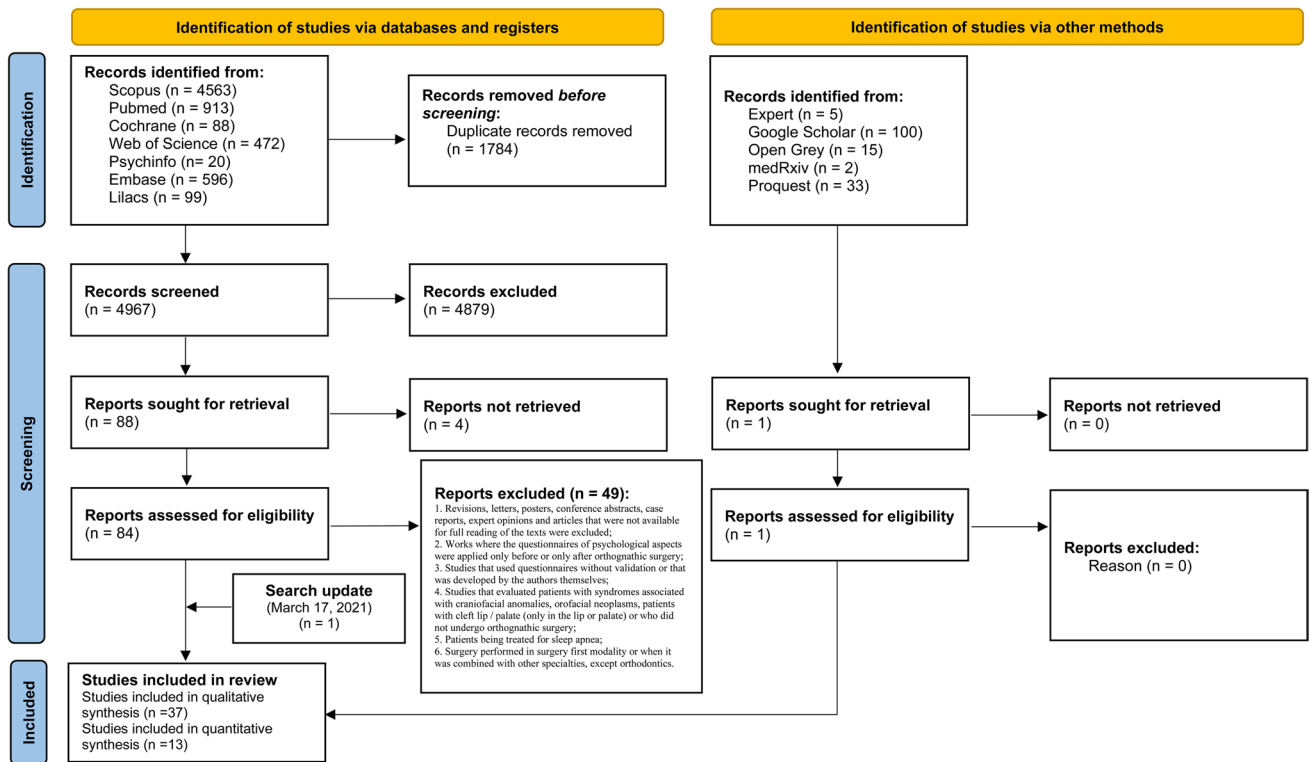 Identification of studies via databases and registers
Identification of studies via other methods
Identification
Records identified from:
Scopus (n = 4563)
Pubmed (n = 913)
Cochrane (n = 88)
Web of Science (n = 472)
Psychinfo (n= 20)
Embase (n = 596)
Lilacs (n = 99)
Records removed before
screening:
Duplicate records removed
(n = 1784)
Records identified from:
Expert (n = 5)
Google Scholar (n = 100)
Open Grey (n = 15)
medRxiv (n = 2)
Proquest (n = 33)
Screening
Records screened
(n = 4967)
Records excluded
(n = 4879)
Reports sought for retrieval
(n = 88)
Reports not retrieved
(n = 4)
Reports sought for retrieval
(n = 1)
Reports not retrieved
(n = 0)
Reports assessed for eligibility
(n = 84)
Reports excluded (n = 49):
1. Revisions, letters, posters, conference abstracts, case
reports, expert opinions and articles that were not available
for full reading of the texts were excluded;
2. Works where the questionnaires of psychological aspects
were applied only before or only after orthognathic surgery;
3. Studies that used questionnaires without validation or that
was developed by the authors themselves;
4. Studies that evaluated patients with syndromes associated
with craniofacial anomalies, orofacial neoplasms, patients
with cleft lip / palate (only in the lip or palate) or who did
not undergo orthognathic surgery;
5. Patients being treated for sleep apnea;
6. Surgery performed in surgery first modality or when it
was combined with other specialties, except orthodontics.
Reports assessed for eligibility
(n = 1)
Reports excluded:
Reason (n = 0)
Search update
(March 17, 2021)
(n = 1)
Included
Studies included in review
Studies included in qualitative
synthesis (n =37)
Studies included in quantitative
synthesis (n =13)